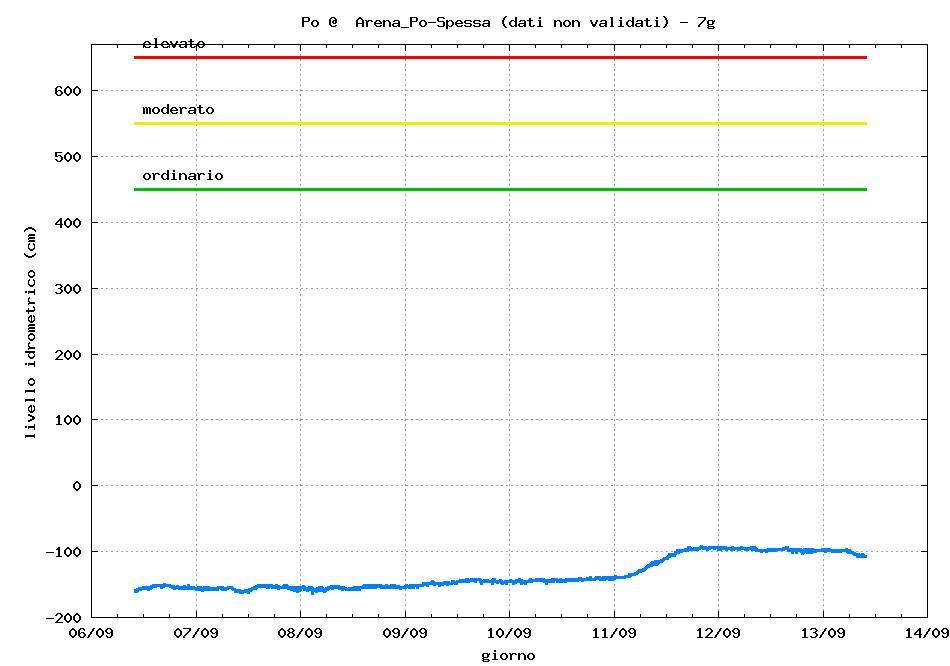 Po @  Arena_Po-Spessa (dati non validati) - 7g
elevato
600
moderato
500
ordinario
400
livello idrometrico (cm)
300
200
100
0
-100
-200
06/09 07/09 08/09 09/09 10/09 11/09 12/09 13/09 14/09
giorno